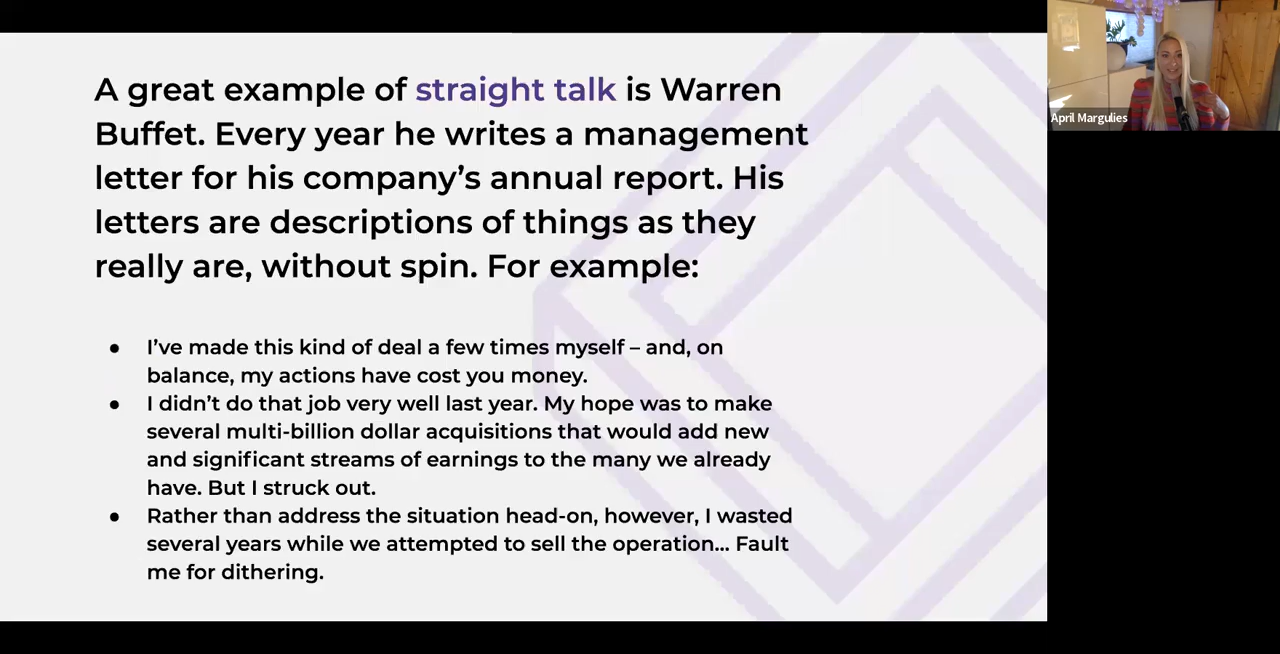 A great example of straight talk is Warren
Buffet. Every year he writes a management
letter for his company’s annual report. His
letters are descriptions of things as they
really are, without spin. For example:
● I’ve made this kind of deal a few times myself – and, on
balance, my actions have cost you money.
● I didn’t do that job very well last year. My hope was to make
several multi-billion dollar acquisitions that would add new
and significant streams of earnings to the many we already
have. But I struck out.
● Rather than address the situation head-on, however, I wasted
several years while we attempted to sell the operation... Fault
me for dithering.
April Margulies